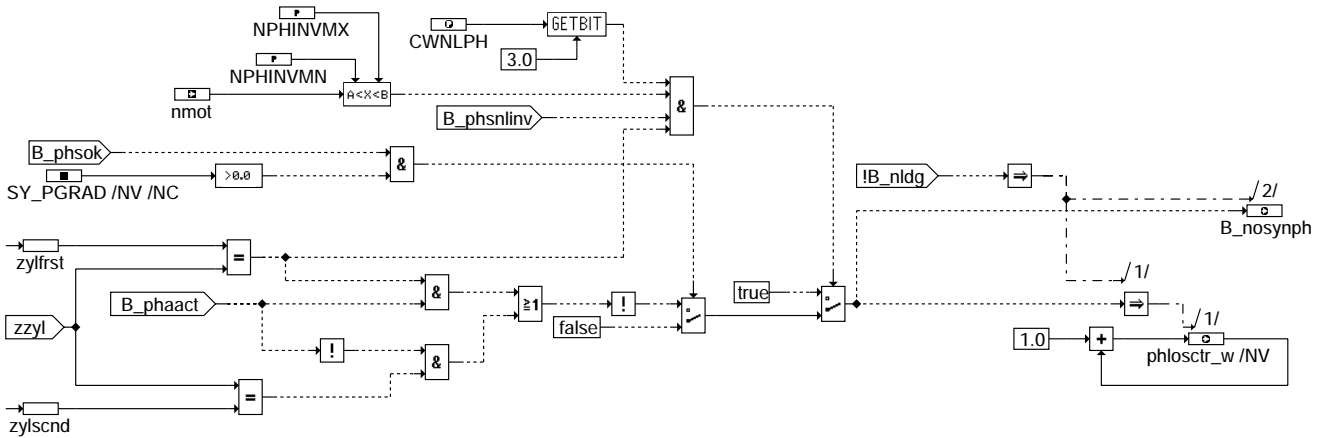 NPHINVMX
P
CWNLPH
GETBIT
3.0
NPHINVMN
P
nmot
A<X<B
B_phsnlinv
&
B_phsok
&
SY_PGRAD /NV /NC
>0.0
!B_nldg
⇒
/2/
B_nosynph
zylfrst
=
B_phaact
&
≥1
!
true
/1/
⇒
zzyl
!
&
false
1.0
+
/1/
phlosctr_w /NV
=
zylscnd